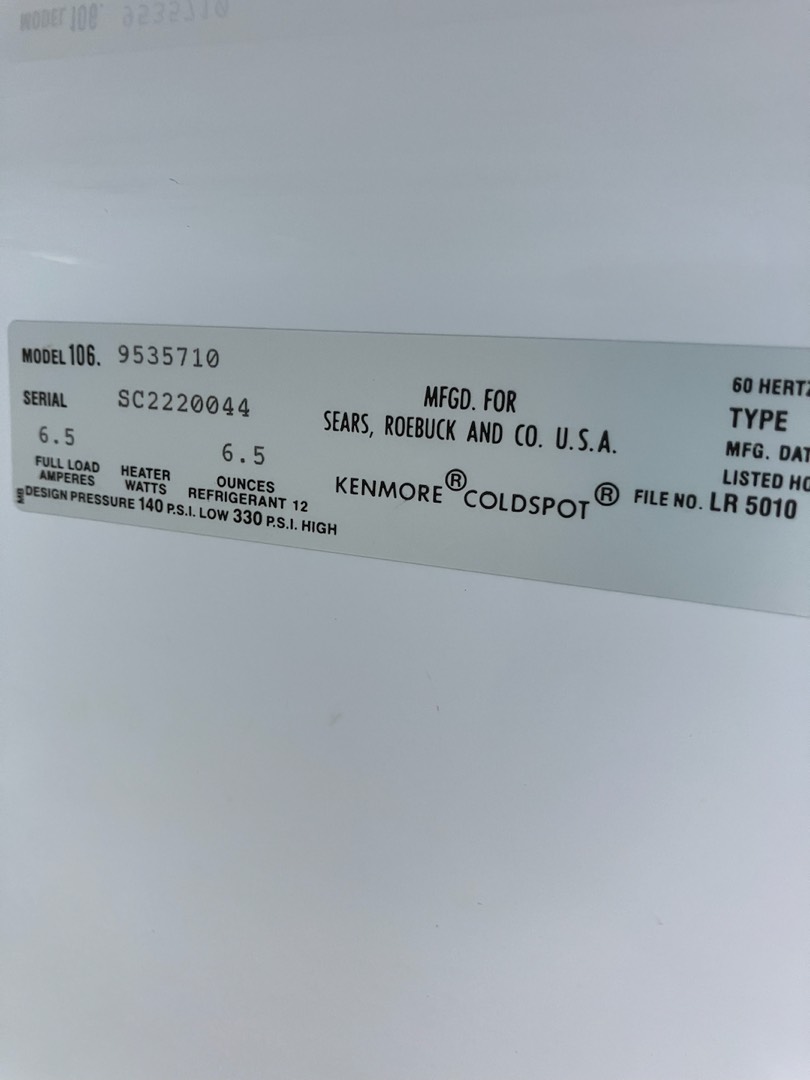 MODEL 106. 9535710
SERIAL SC2220044
6.5 6.5
FULL LOAD AMPERES HEATER WATTS OUNCES REFRIGERANT 12
DESIGN PRESSURE 140 P.S.I. LOW 330 P.S.I. HIGH
MFGD. FOR
SEARS, ROEBUCK AND CO. U.S.A.
KENMORE® COLDSPOT®
60 HERTZ
TYPE
MFG. DAT
LISTED HO
FILE NO. LR 5010